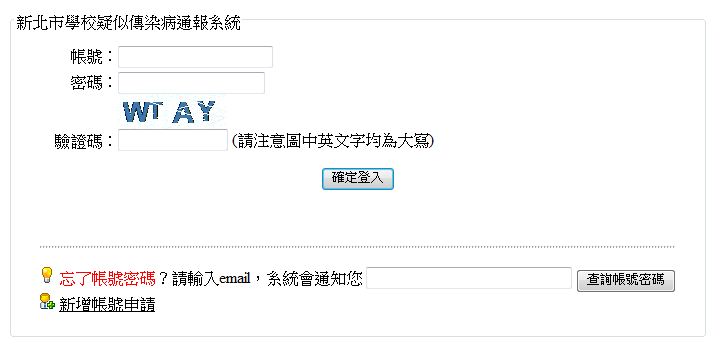 新北市學校疑似傳染病通報系統
帳號：
密碼：
WTAY
驗證碼： (請注意圖中英文字均為大寫)
確定登入
忘了帳號密碼？請輸入email，系統會通知您 查詢帳號密碼
新增帳號申請